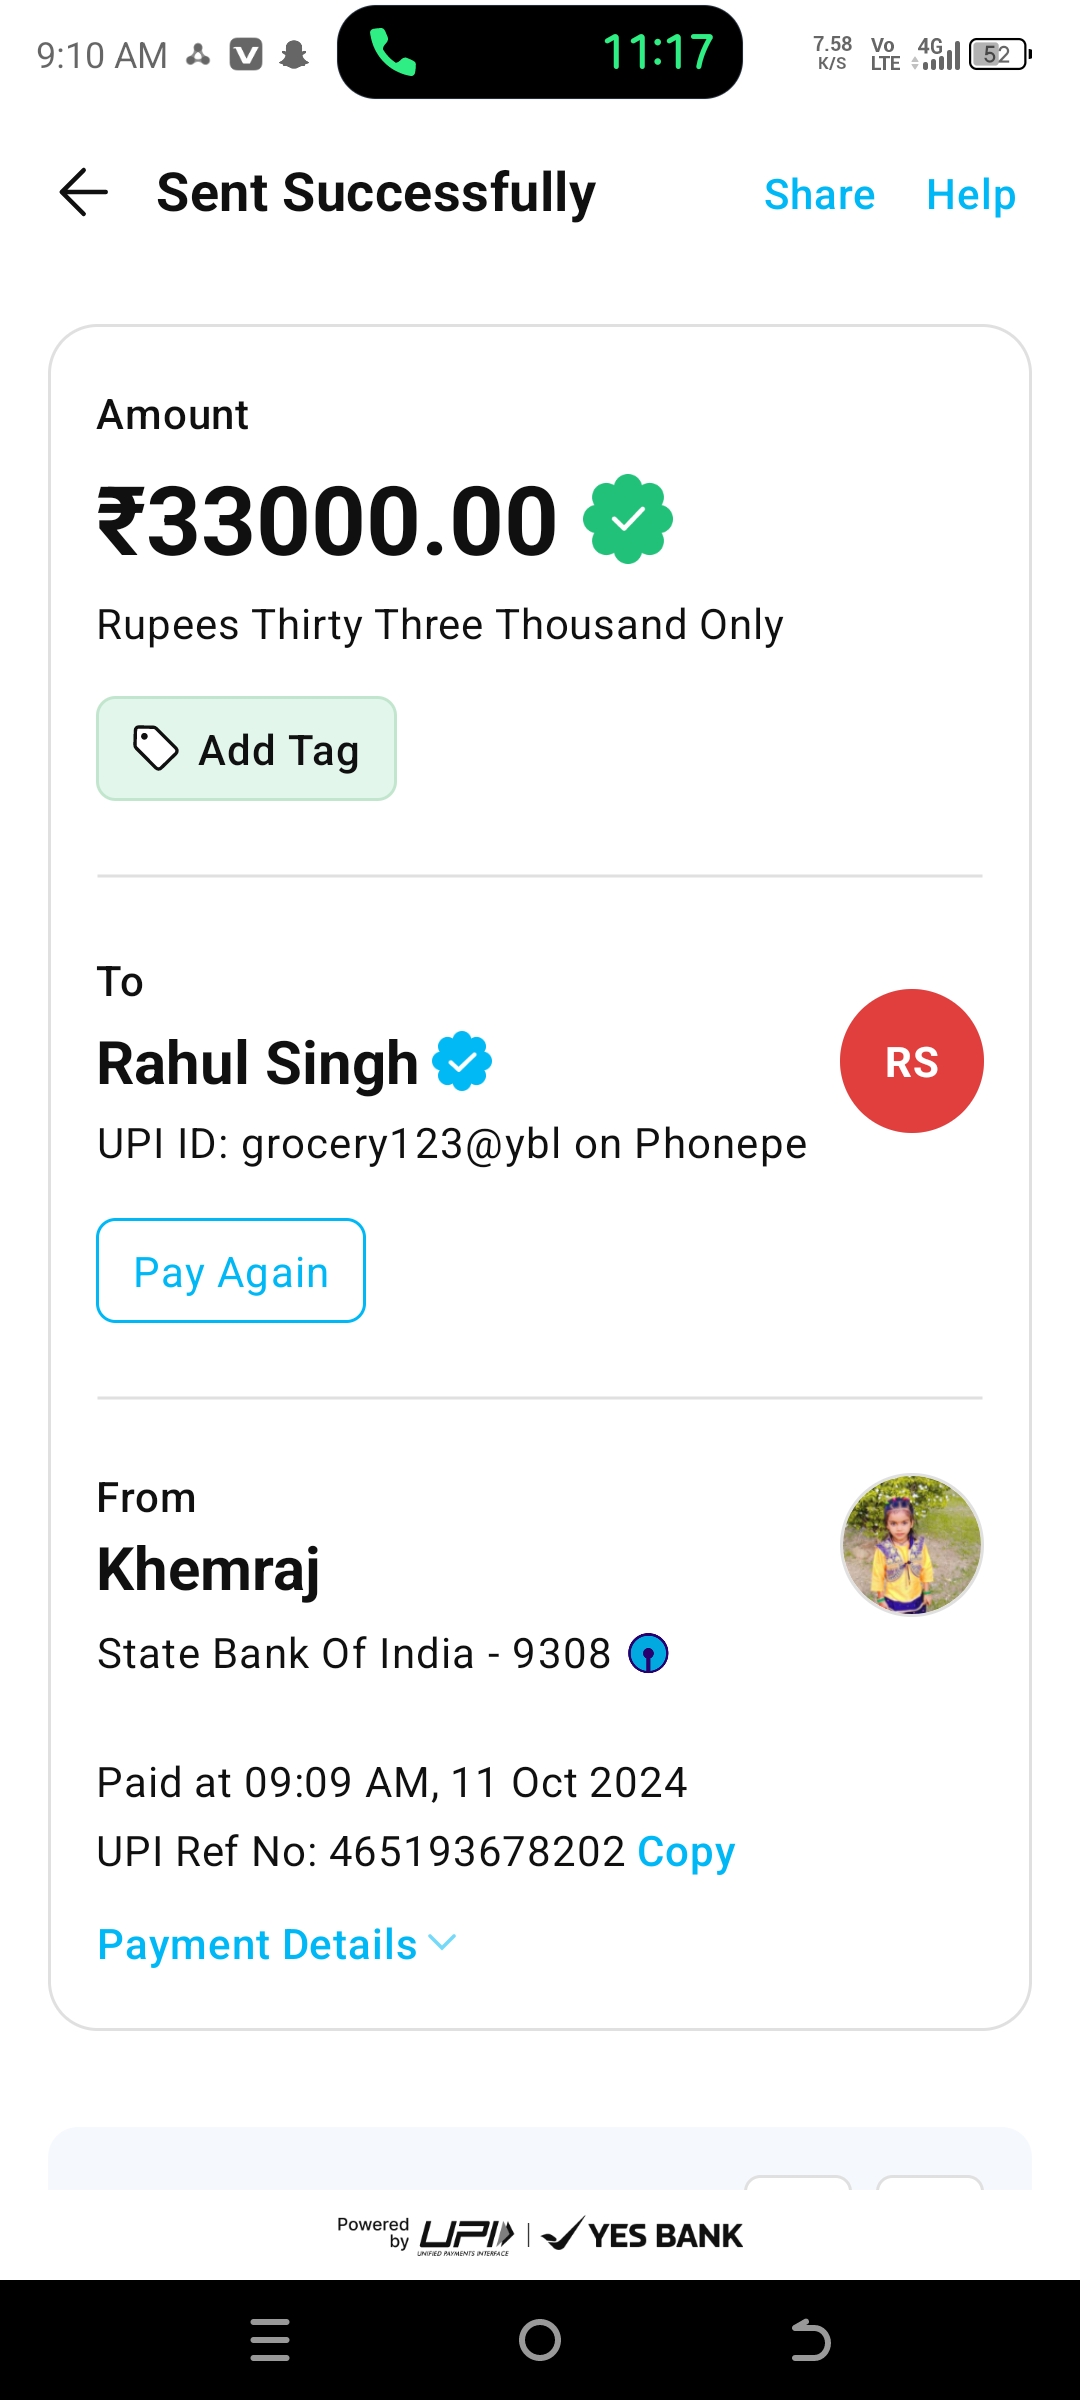 9:10 AM
11:17
7.58 K/S
Vo LTE
4G
52
Sent Successfully
Share Help
Amount
₹33000.00
Rupees Thirty Three Thousand Only
Add Tag
To
Rahul Singh
RS
UPI ID: grocery123@ybl on Phonepe
Pay Again
From
Khemraj
State Bank Of India - 9308
Paid at 09:09 AM, 11 Oct 2024
UPI Ref No: 465193678202 Copy
Payment Details
Powered by UPI
UNIFIED PAYMENTS INTERFACE
YES BANK